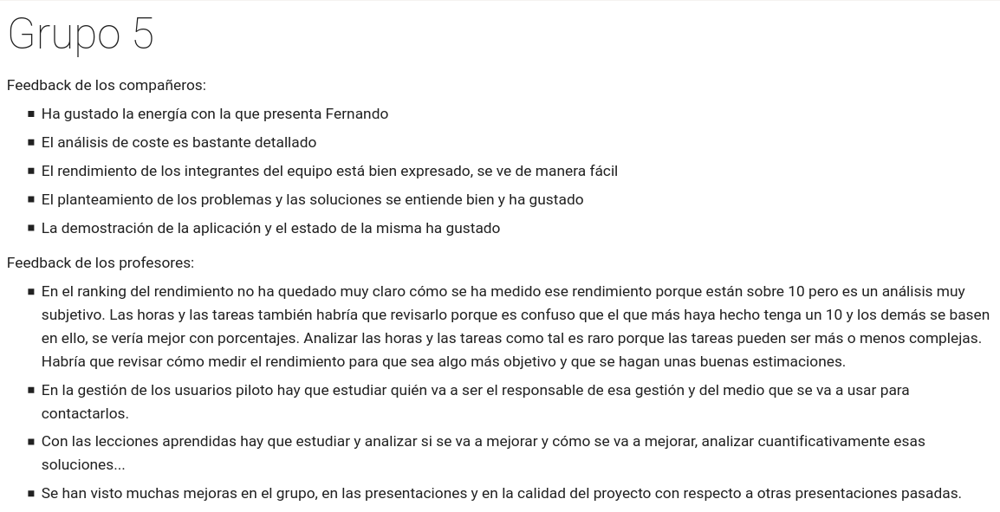 Grupo 5
Feedback de los compañeros:
Ha gustado la energía con la que presenta Fernando
El análisis de coste es bastante detallado
El rendimiento de los integrantes del equipo está bien expresado, se ve de manera fácil
El planteamiento de los problemas y las soluciones se entiende bien y ha gustado
La demostración de la aplicación y el estado de la misma ha gustado
Feedback de los profesores:
En el ranking del rendimiento no ha quedado muy claro cómo se ha medido ese rendimiento porque están sobre 10 pero es un análisis muy
subjetivo. Las horas y las tareas también habría que revisarlo porque es confuso que el que más haya hecho tenga un 10 y los demás se basen
en ello, se vería mejor con porcentajes. Analizar las horas y las tareas como tal es raro porque las tareas pueden ser más o menos complejas.
Habría que revisar cómo medir el rendimiento para que sea algo más objetivo y que se hagan unas buenas estimaciones.
En la gestión de los usuarios piloto hay que estudiar quién va a ser el responsable de esa gestión y del medio que se va a usar para
contactarlos.
Con las lecciones aprendidas hay que estudiar y analizar si se va a mejorar y cómo se va a mejorar, analizar cuantificativamente esas
soluciones...
Se han visto muchas mejoras en el grupo, en las presentaciones y en la calidad del proyecto con respecto a otras presentaciones pasadas.